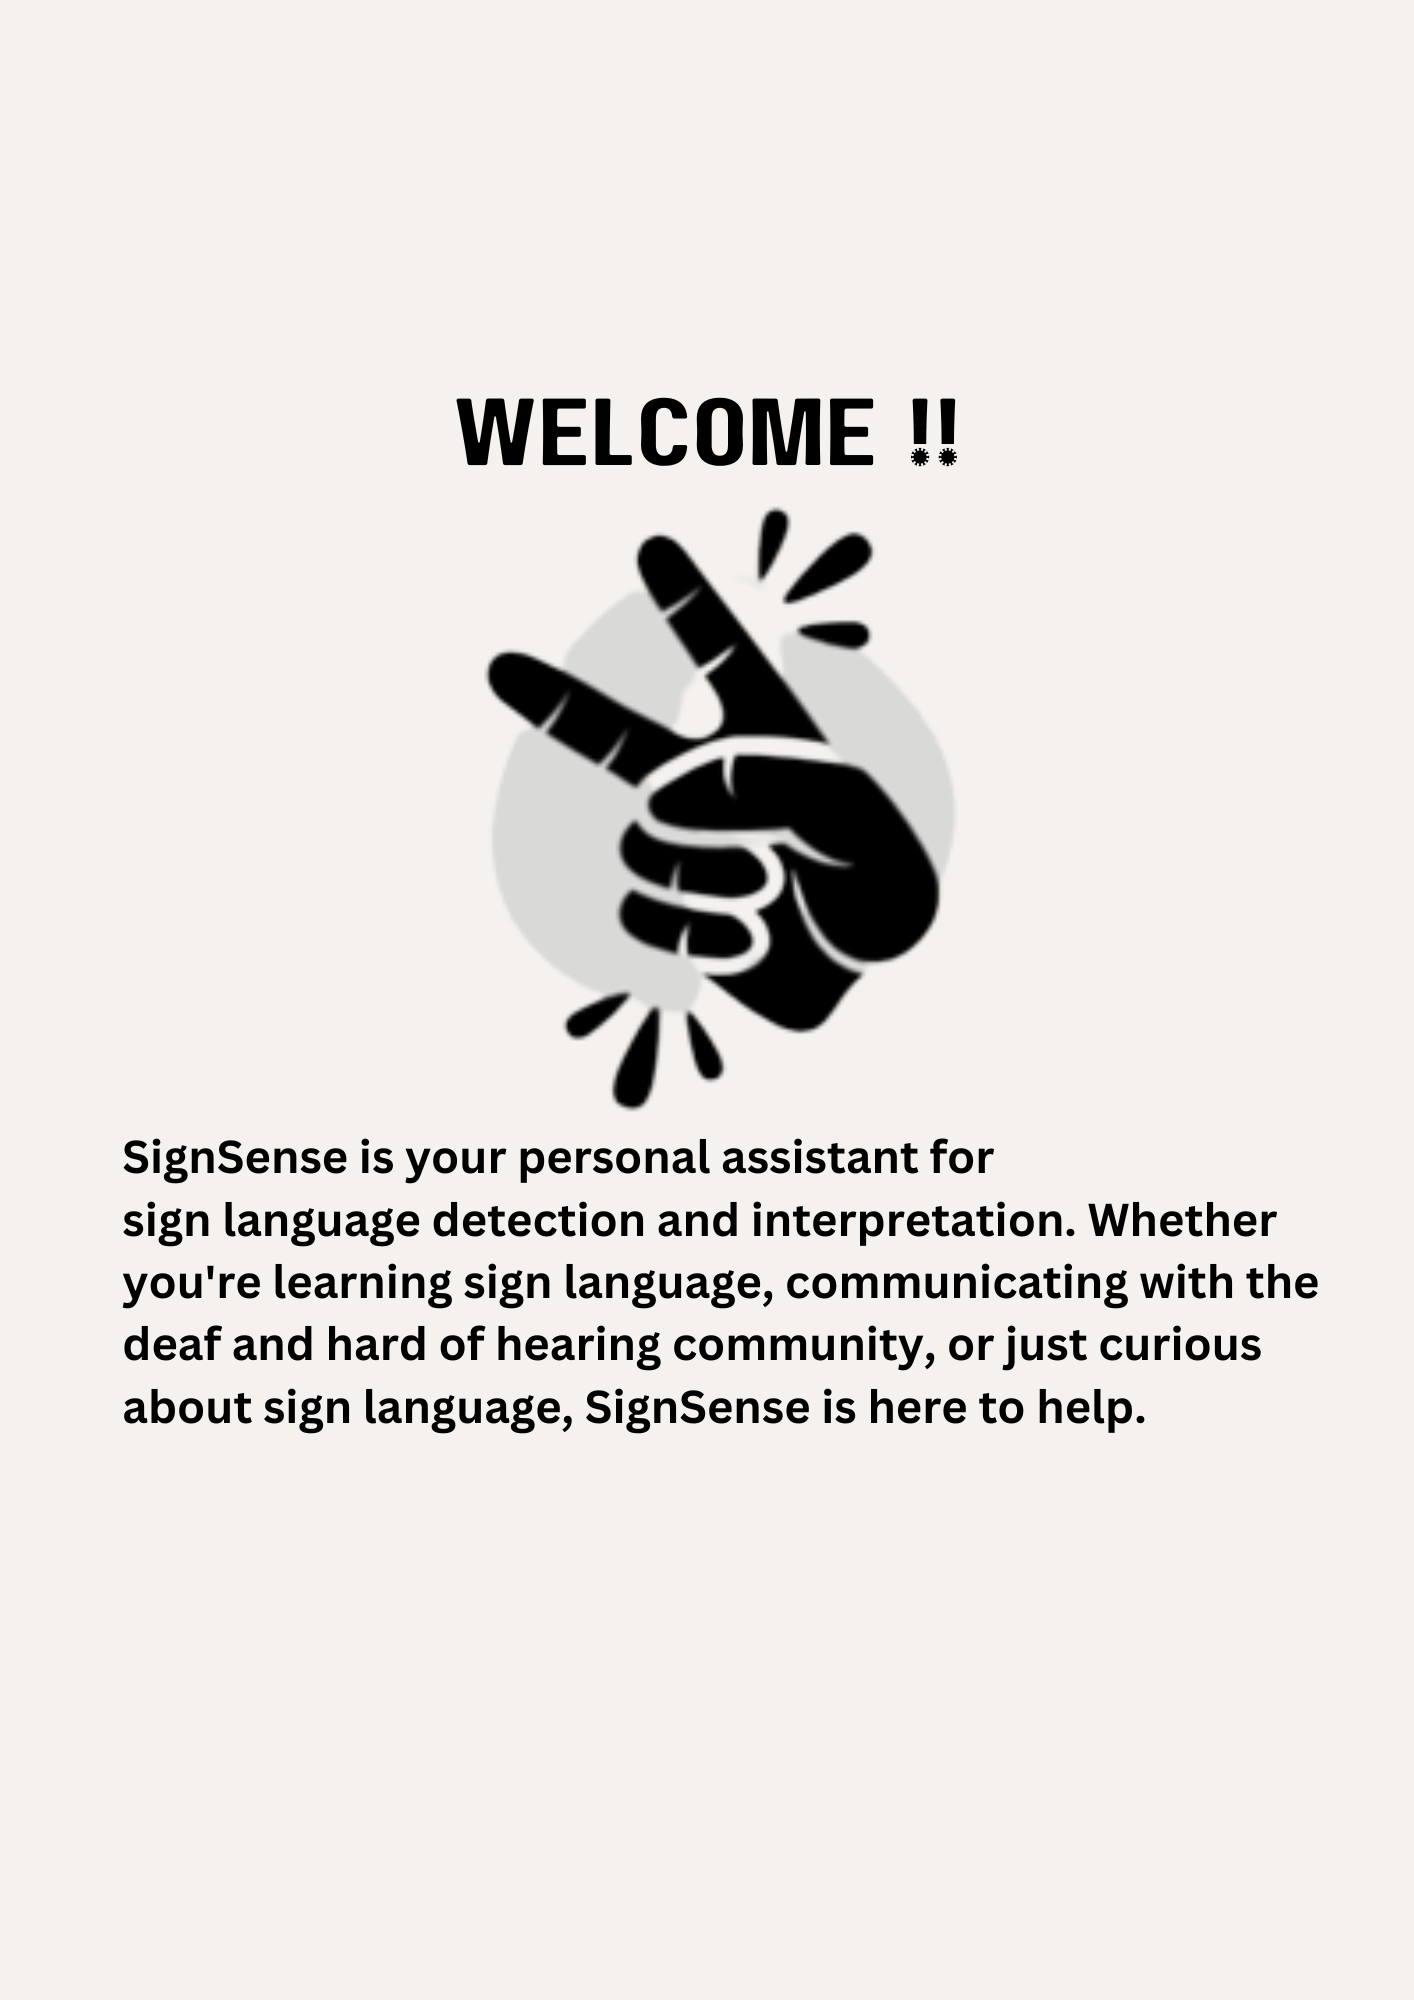 WELCOME !!
SignSense is your personal assistant for
sign language detection and interpretation. Whether
you're learning sign language, communicating with the
deaf and hard of hearing community, or just curious
about sign language, SignSense is here to help.